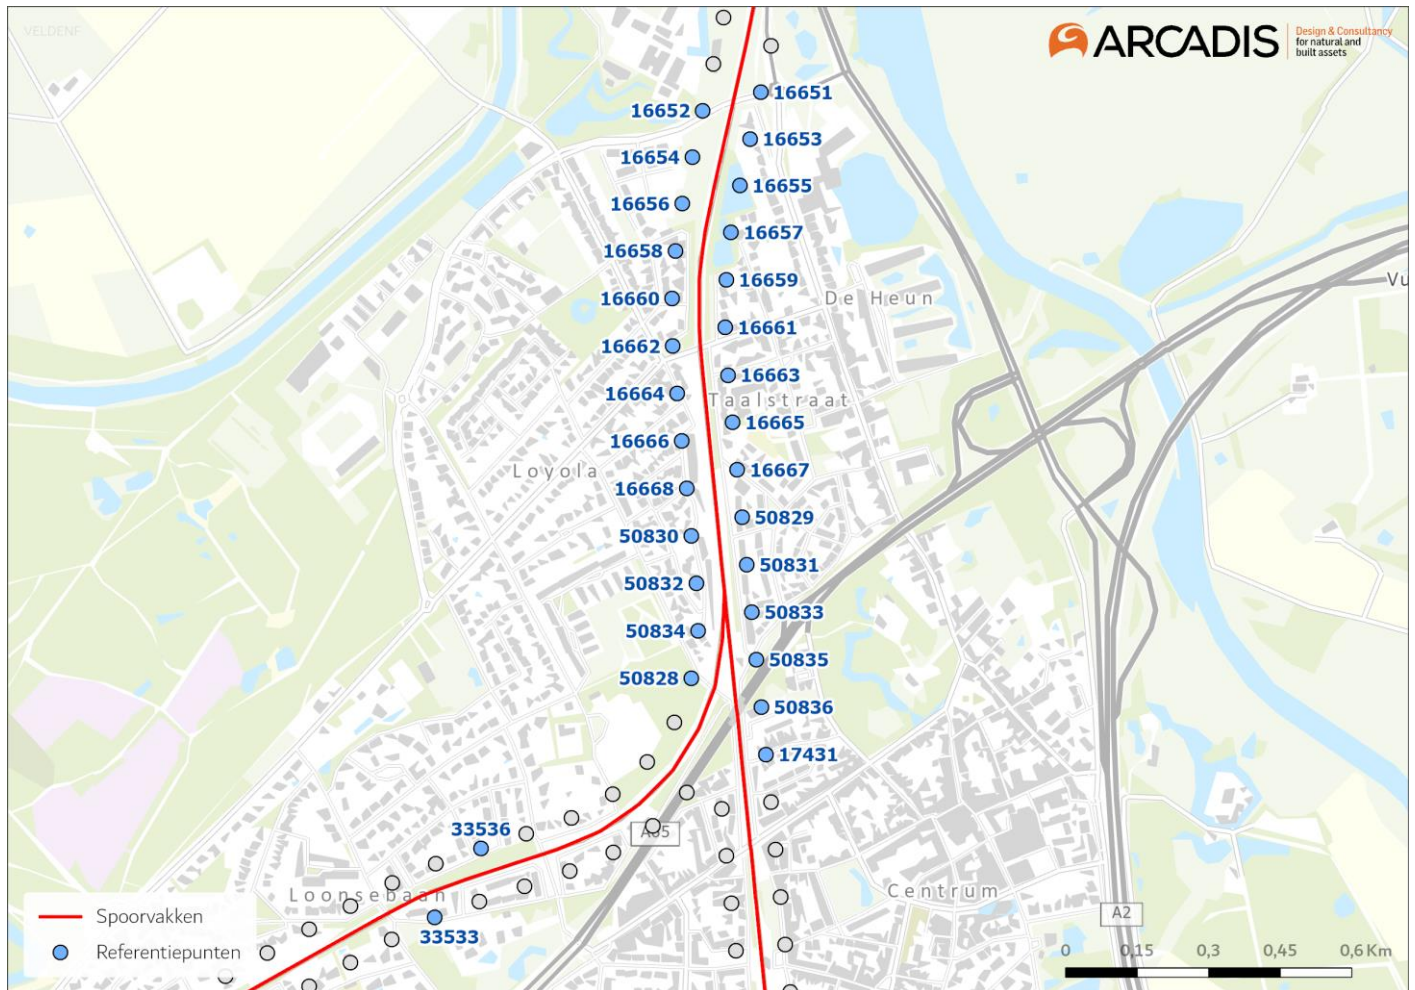 VELDENF
ARCADIS
Design & Consultancy
for natural and
built assets
16651
16652
16653
16654
16655
16656
16657
16658
16659
Vu
16660
De Heun
16661
16662
16663
16664
Taalstraat
16665
16666
Loyola
16667
16668
50829
50830
50831
50832
50833
50834
50835
50828
50836
17431
33536
A65
Loonsebaan
Centrum
A2
33533
Spoorvakken
Referentiepunten
0 0,15 0,3 0,45 0,6 Km